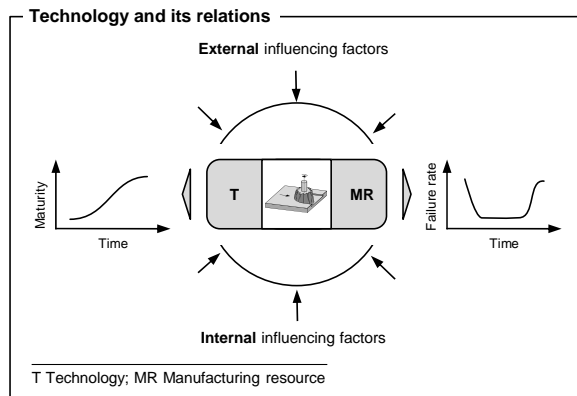 Technology and its relations
External influencing factors
Maturity
Time
T
MR
Failure rate
Time
Internal influencing factors
T Technology; MR Manufacturing resource